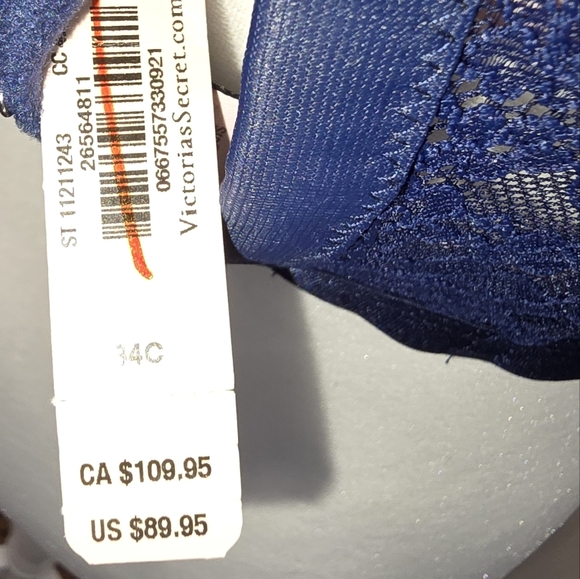 ST 11211243
26564811
0667557330921
VictoriasSecret.com
34C
CA $109.95
US $89.95